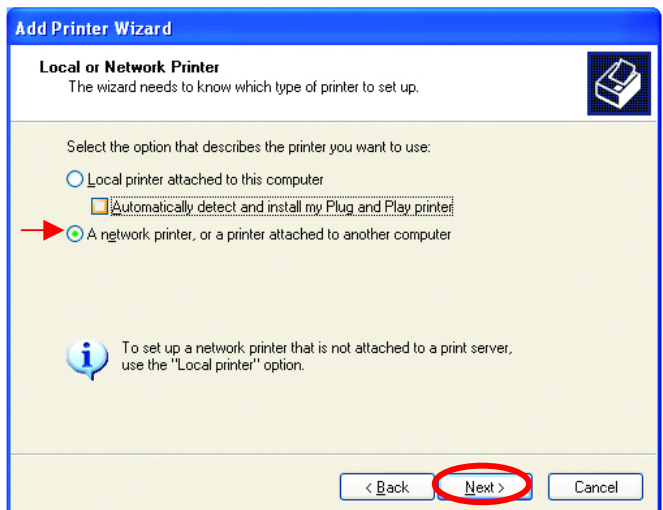 Add Printer Wizard
Local or Network Printer
The wizard needs to know which type of printer to set up.
Select the option that describes the printer you want to use:
Local printer attached to this computer
Automatically detect and install my Plug and Play printer
A network printer, or a printer attached to another computer
To set up a network printer that is not attached to a print server,
use the "Local printer" option.
< Back Next > Cancel